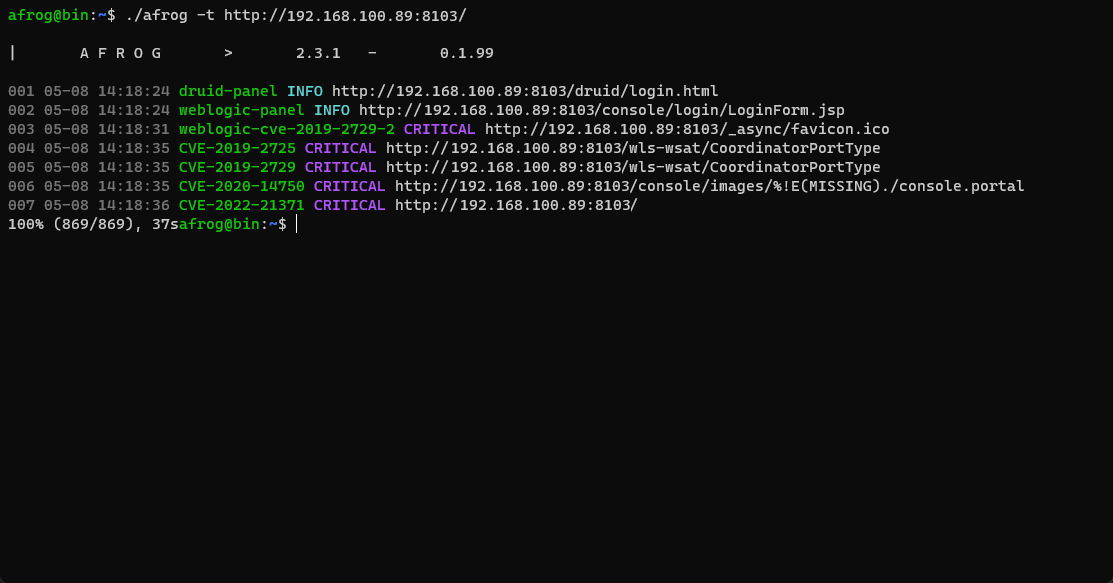 afrog@bin:~$ ./afrog -t http://192.168.100.89:8103/
|       A F R O G       >       2.3.1   -       0.1.99
001 05-08 14:18:24 druid-panel INFO http://192.168.100.89:8103/druid/login.html
002 05-08 14:18:24 weblogic-panel INFO http://192.168.100.89:8103/console/login/LoginForm.jsp
003 05-08 14:18:31 weblogic-cve-2019-2729-2 CRITICAL http://192.168.100.89:8103/_async/favicon.ico
004 05-08 14:18:35 CVE-2019-2725 CRITICAL http://192.168.100.89:8103/wls-wsat/CoordinatorPortType
005 05-08 14:18:35 CVE-2019-2729 CRITICAL http://192.168.100.89:8103/wls-wsat/CoordinatorPortType
006 05-08 14:18:35 CVE-2020-14750 CRITICAL http://192.168.100.89:8103/console/images/%!E(MISSING)./console.portal
007 05-08 14:18:36 CVE-2022-21371 CRITICAL http://192.168.100.89:8103/
100% (869/869), 37safrog@bin:~$